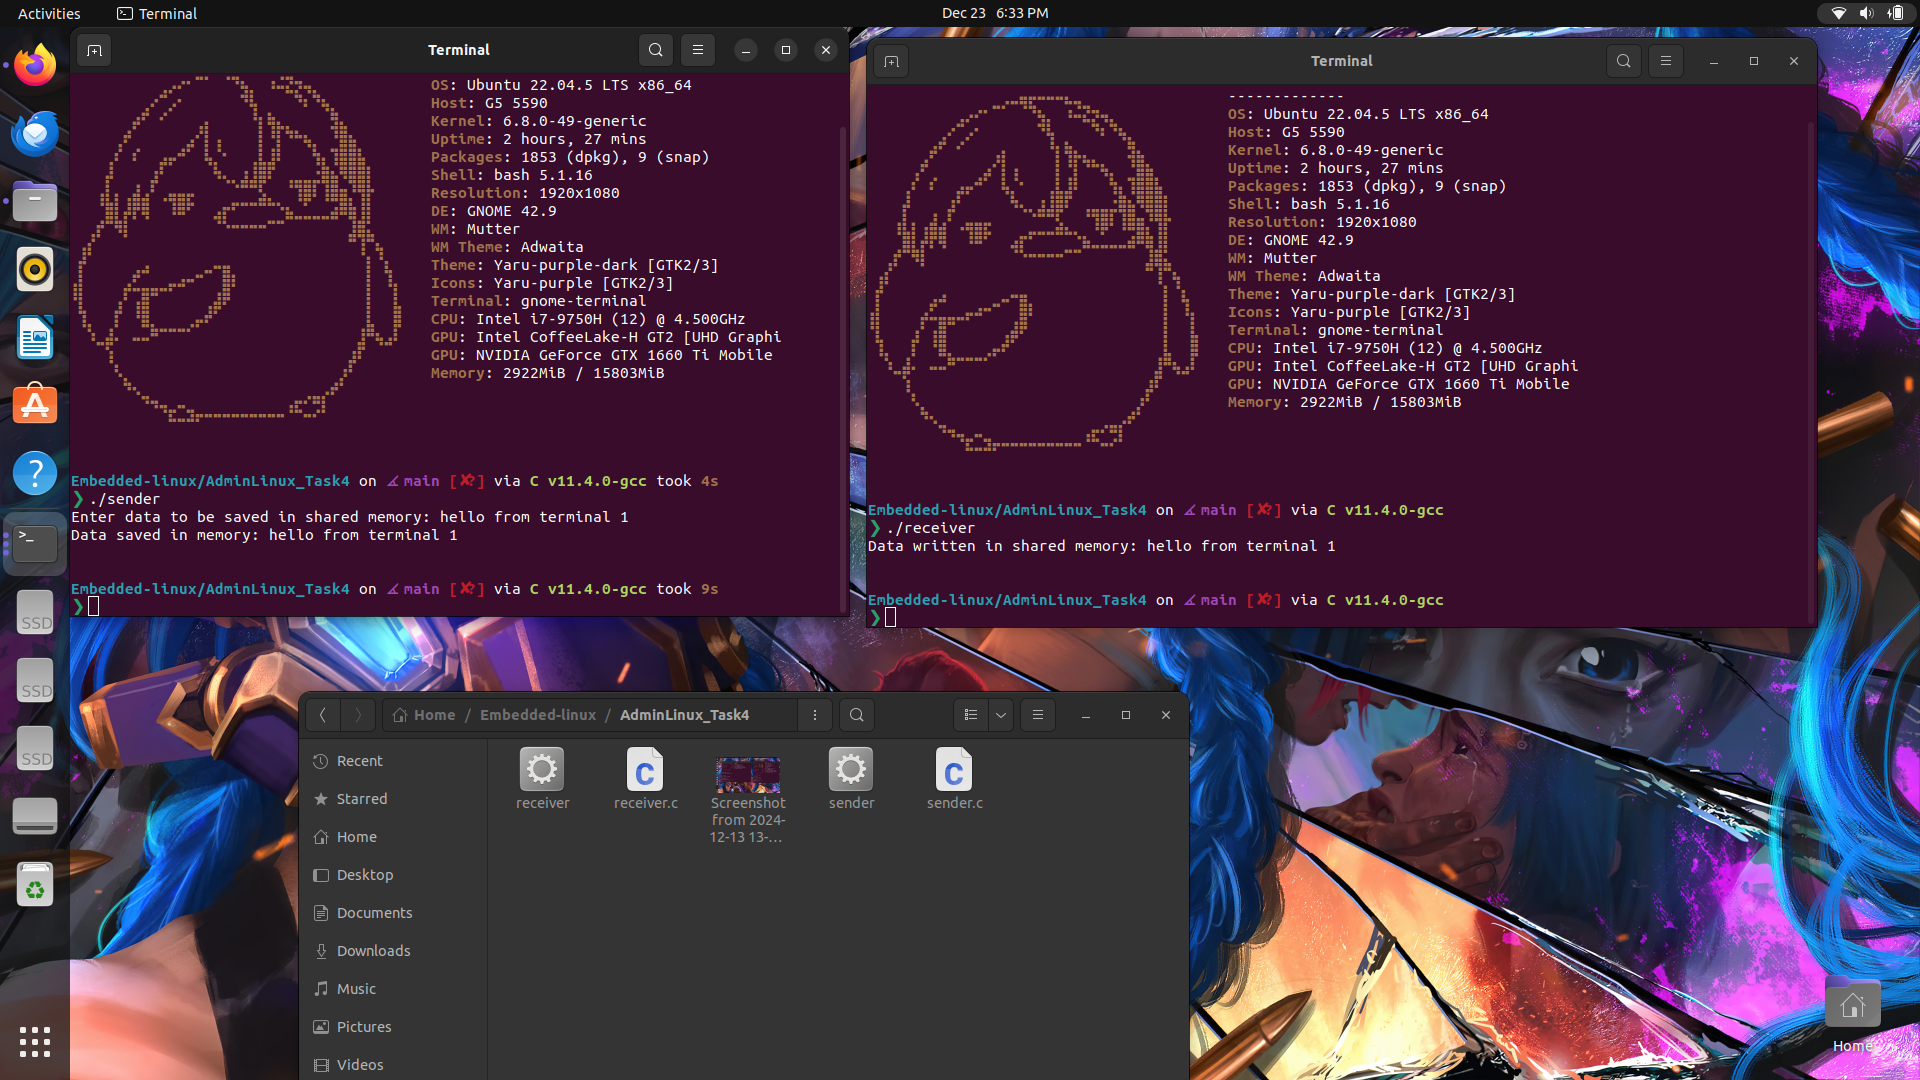 Activities
Terminal
Dec 23 6:33 PM
Terminal
OS: Ubuntu 22.04.5 LTS x86_64
Host: G5 5590
Kernel: 6.8.0-49-generic
Uptime: 2 hours, 27 mins
Packages: 1853 (dpkg), 9 (snap)
Shell: bash 5.1.16
Resolution: 1920x1080
DE: GNOME 42.9
WM: Mutter
WM Theme: Adwaita
Theme: Yaru-purple-dark [GTK2/3]
Icons: Yaru-purple [GTK2/3]
Terminal: gnome-terminal
CPU: Intel i7-9750H (12) @ 4.500GHz
GPU: Intel CoffeeLake-H GT2 [UHD Graphi
GPU: NVIDIA GeForce GTX 1660 Ti Mobile
Memory: 2922MiB / 15803MiB
Embedded-linux/AdminLinux_Task4 on ∡ main [✘?] via C v11.4.0-gcc took 4s
❯ ./sender
Enter data to be saved in shared memory: hello from terminal 1
Data saved in memory: hello from terminal 1
Embedded-linux/AdminLinux_Task4 on ∡ main [✘?] via C v11.4.0-gcc took 9s
❯
Terminal
-------------
OS: Ubuntu 22.04.5 LTS x86_64
Host: G5 5590
Kernel: 6.8.0-49-generic
Uptime: 2 hours, 27 mins
Packages: 1853 (dpkg), 9 (snap)
Shell: bash 5.1.16
Resolution: 1920x1080
DE: GNOME 42.9
WM: Mutter
WM Theme: Adwaita
Theme: Yaru-purple-dark [GTK2/3]
Icons: Yaru-purple [GTK2/3]
Terminal: gnome-terminal
CPU: Intel i7-9750H (12) @ 4.500GHz
GPU: Intel CoffeeLake-H GT2 [UHD Graphi
GPU: NVIDIA GeForce GTX 1660 Ti Mobile
Memory: 2922MiB / 15803MiB
Embedded-linux/AdminLinux_Task4 on ∡ main [✘?] via C v11.4.0-gcc
❯ ./receiver
Data written in shared memory: hello from terminal 1
Embedded-linux/AdminLinux_Task4 on ∡ main [✘?] via C v11.4.0-gcc
❯
SSD
SSD
SSD
Home / Embedded-linux / AdminLinux_Task4
Recent
Starred
Home
Desktop
Documents
Downloads
Music
Pictures
Videos
receiver
C
receiver.c
Screenshot
from 2024-
12-13 13-...
sender
C
sender.c
Home